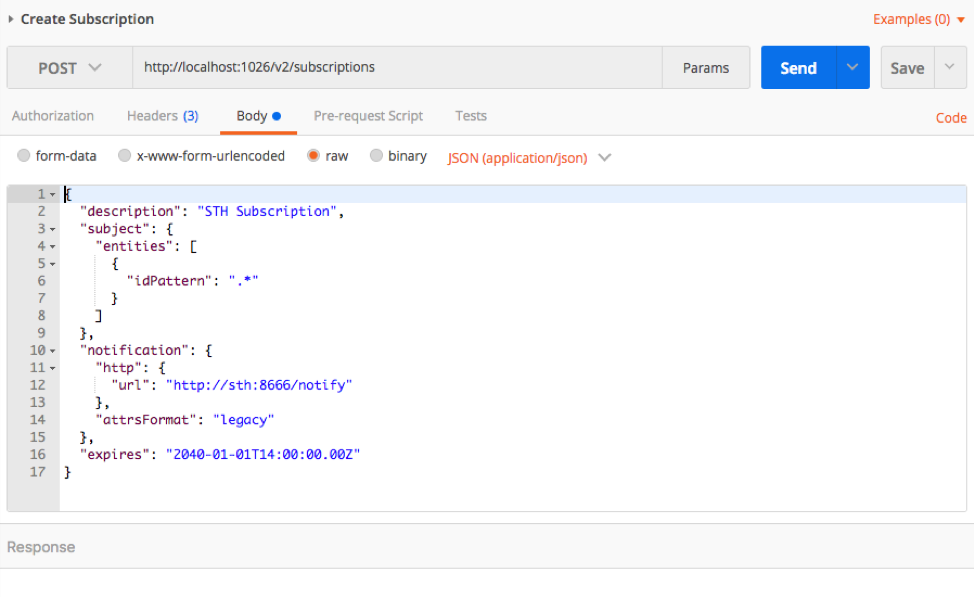 Create Subscription Examples (0)
POST http://localhost:1026/v2/subscriptions Params Send Save
Authorization Headers (3) Body Pre-request Script Tests Code
form-data x-www-form-urlencoded raw binary JSON (application/json)
1 {
2 "description": "STH Subscription",
3 "subject": {
4 "entities": [
5 {
6 "idPattern": ".*"
7 }
8 ]
9 },
10 "notification": {
11 "http": {
12 "url": "http://sth:8666/notify"
13 },
14 "attrsFormat": "legacy"
15 },
16 "expires": "2040-01-01T14:00:00.00Z"
17 }
Response